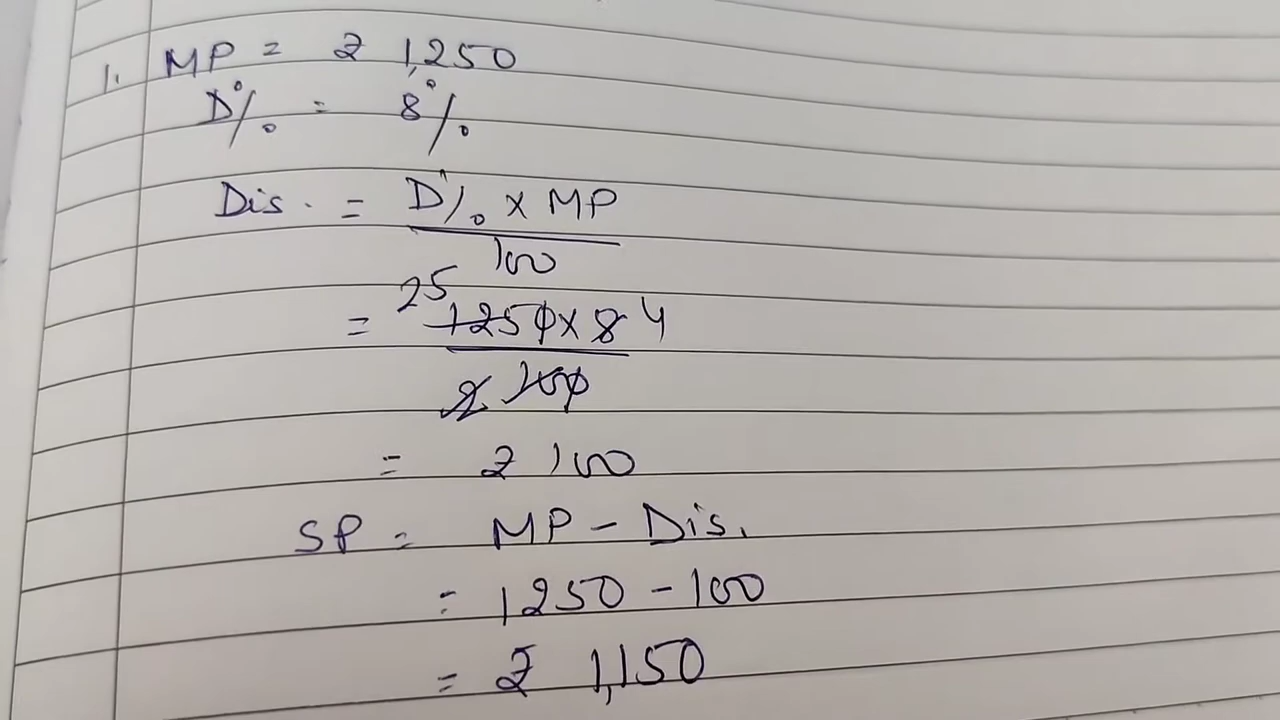 1. MP = ₹ 1,250
D% = 8%
Dis. = D% x MP
100
25
= 1250 x 8 4
2 100
= ₹ 100
SP = MP - Dis.
= 1250 - 100
= ₹ 1,150